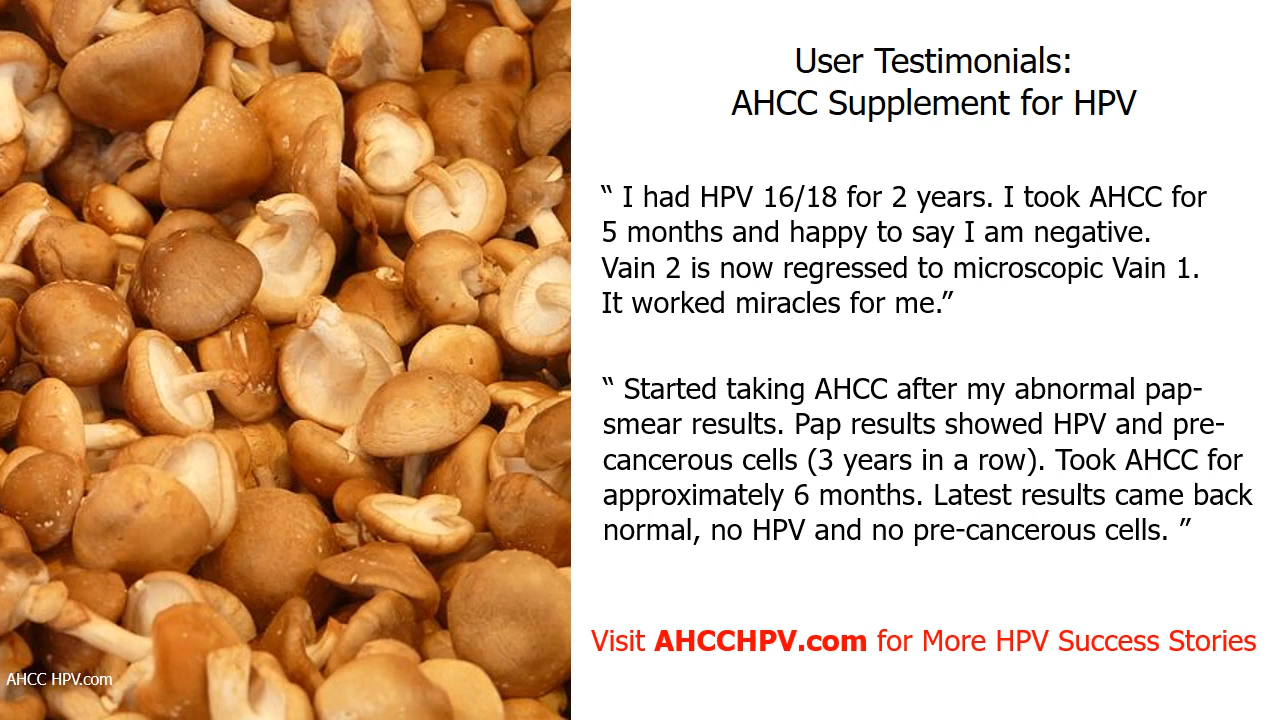 User Testimonials:
AHCC Supplement for HPV
“ I had HPV 16/18 for 2 years. I took AHCC for
5 months and happy to say I am negative.
Vain 2 is now regressed to microscopic Vain 1.
It worked miracles for me.”
“ Started taking AHCC after my abnormal pap-
smear results. Pap results showed HPV and pre-
cancerous cells (3 years in a row). Took AHCC for
approximately 6 months. Latest results came back
normal, no HPV and no pre-cancerous cells. ”
Visit AHCCHPV.com for More HPV Success Stories
AHCC HPV.com